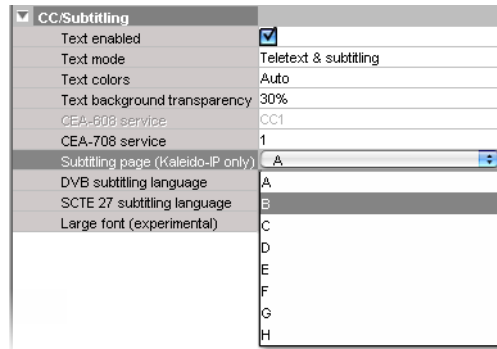 CC/Subtitling
Text enabled
Text mode Teletext & subtitling
Text colors Auto
Text background transparency 30%
CEA-608 service CC1
CEA-708 service 1
Subtitling page (Kaleido-IP only) A
DVB subtitling language A
SCTE 27 subtitling language B
Large font (experimental) C
D
E
F
G
H